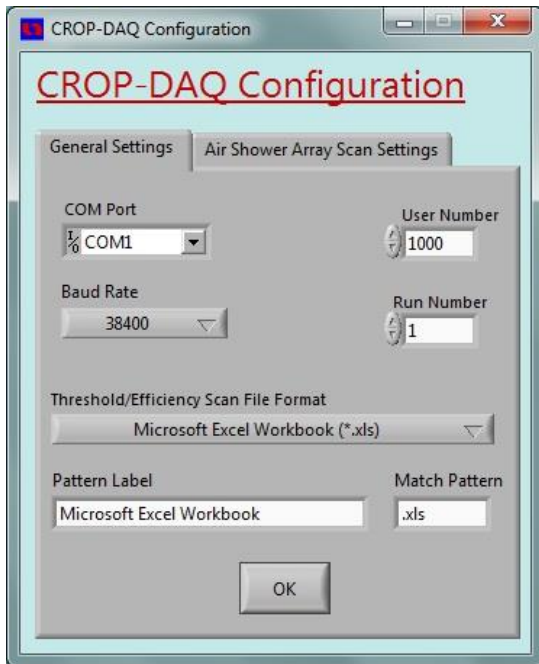 CROP-DAQ Configuration
CROP-DAQ Configuration
General Settings
Air Shower Array Scan Settings
COM Port
User Number
I/O COM1
1000
Baud Rate
Run Number
38400
1
Threshold/Efficiency Scan File Format
Microsoft Excel Workbook (*.xls)
Pattern Label
Match Pattern
Microsoft Excel Workbook
.xls
OK